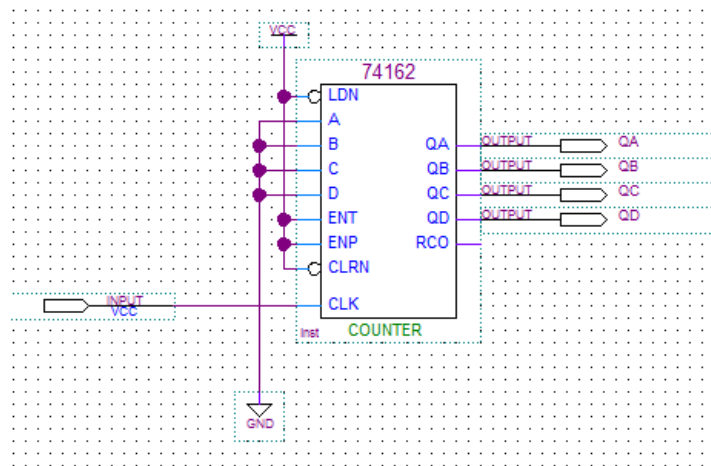 VCC
74162
LDN
A
B QA OUTPUT QA
C QB OUTPUT QB
D QC OUTPUT QC
ENT QD OUTPUT QD
ENP RCO
CLRN
INPUT
VCC
CLK
inst COUNTER
GND